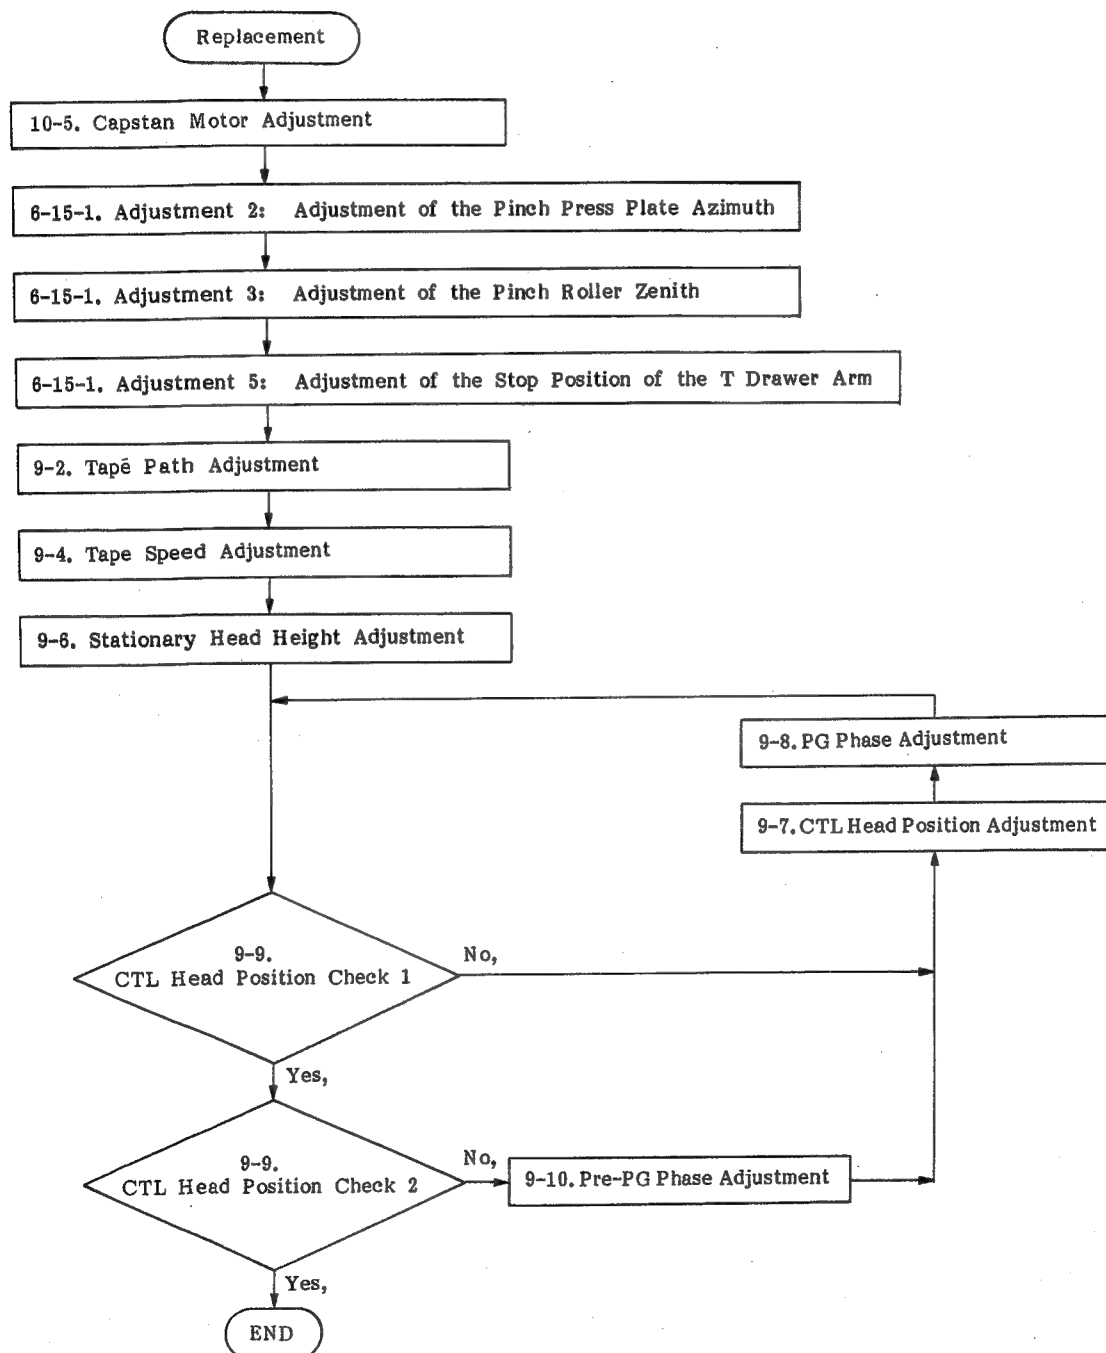 Replacement
10-5. Capstan Motor Adjustment
6-15-1. Adjustment 2: Adjustment of the Pinch Press Plate Azimuth
6-15-1. Adjustment 3: Adjustment of the Pinch Roller Zenith
6-15-1. Adjustment 5: Adjustment of the Stop Position of the T Drawer Arm
9-2. Tape Path Adjustment
9-4. Tape Speed Adjustment
9-6. Stationary Head Height Adjustment
9-8. PG Phase Adjustment
9-7. CTL Head Position Adjustment
9-9.
CTL Head Position Check 1
No,
Yes,
9-9.
CTL Head Position Check 2
No,
9-10. Pre-PG Phase Adjustment
Yes,
END